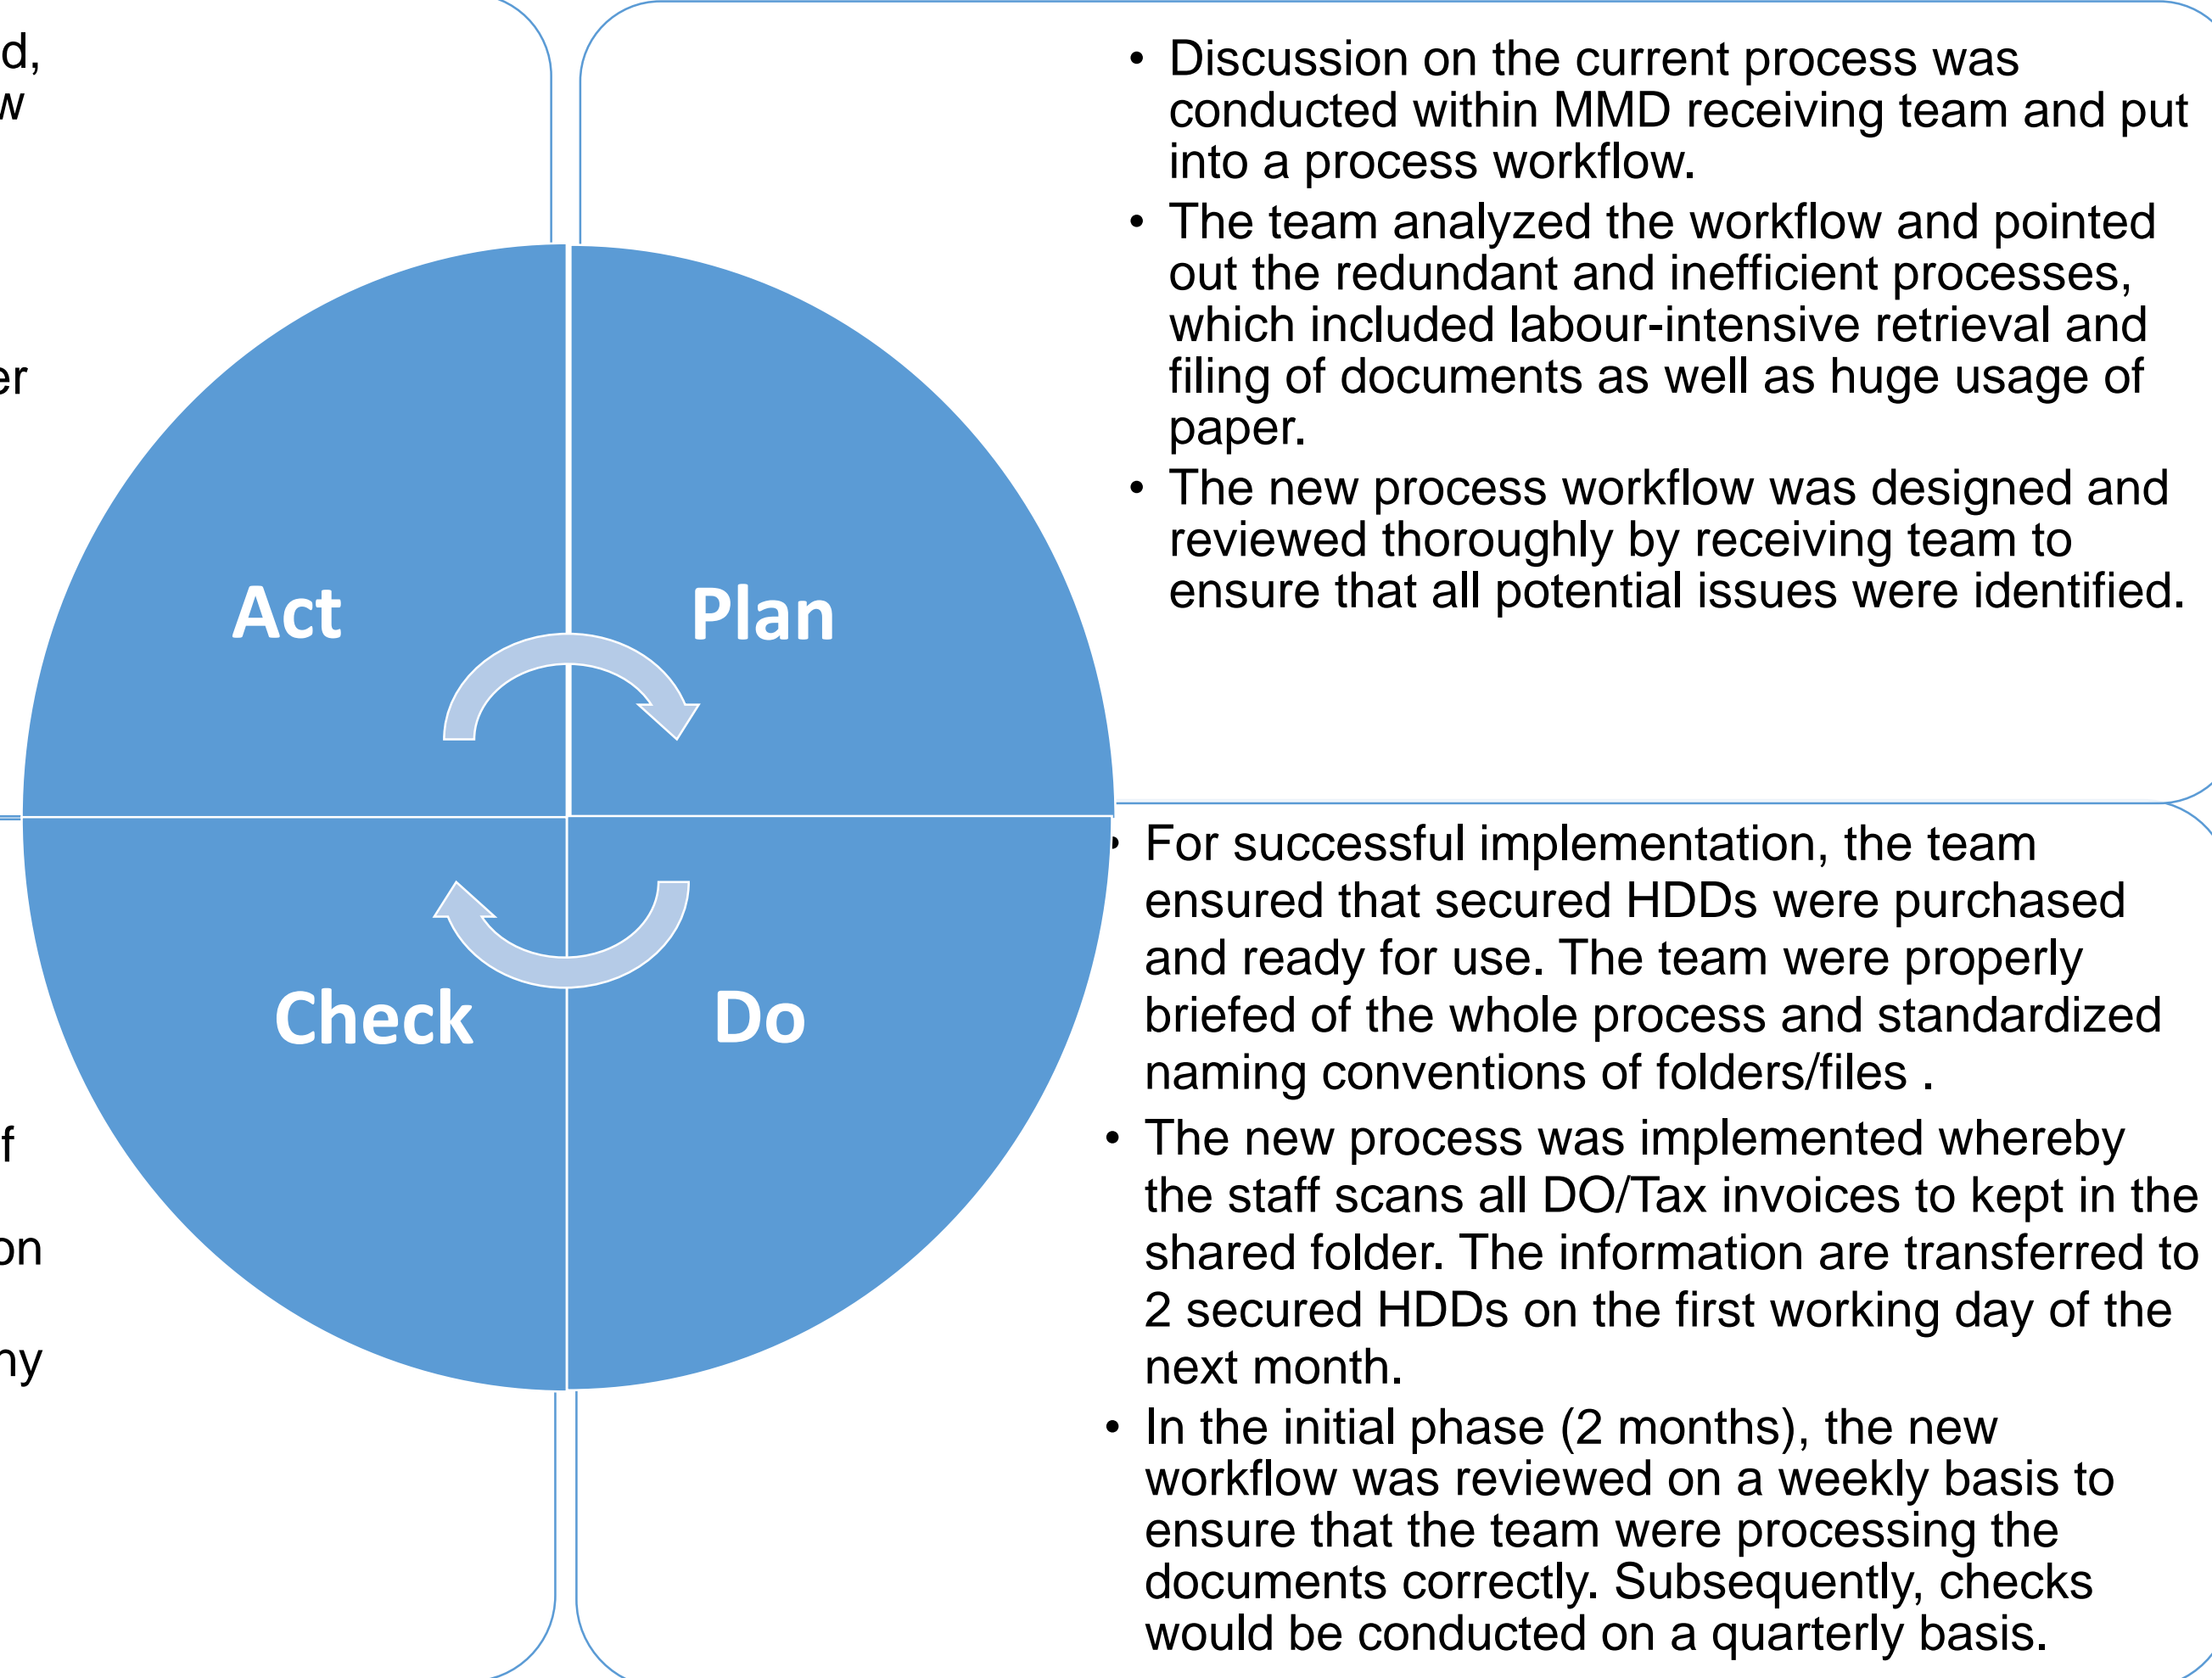 d,
w
er
Act
Plan
• Discussion on the current process was
conducted within MMD receiving team and put
into a process workflow.
• The team analyzed the workflow and pointed
out the redundant and inefficient processes,
which included labour-intensive retrieval and
filing of documents as well as huge usage of
paper.
• The new process workflow was designed and
reviewed thoroughly by receiving team to
ensure that all potential issues were identified.
f
on
ny
Check
Do
• For successful implementation, the team
ensured that secured HDDs were purchased
and ready for use. The team were properly
briefed of the whole process and standardized
naming conventions of folders/files .
• The new process was implemented whereby
the staff scans all DO/Tax invoices to kept in the
shared folder. The information are transferred to
2 secured HDDs on the first working day of the
next month.
• In the initial phase (2 months), the new
workflow was reviewed on a weekly basis to
ensure that the team were processing the
documents correctly. Subsequently, checks
would be conducted on a quarterly basis.